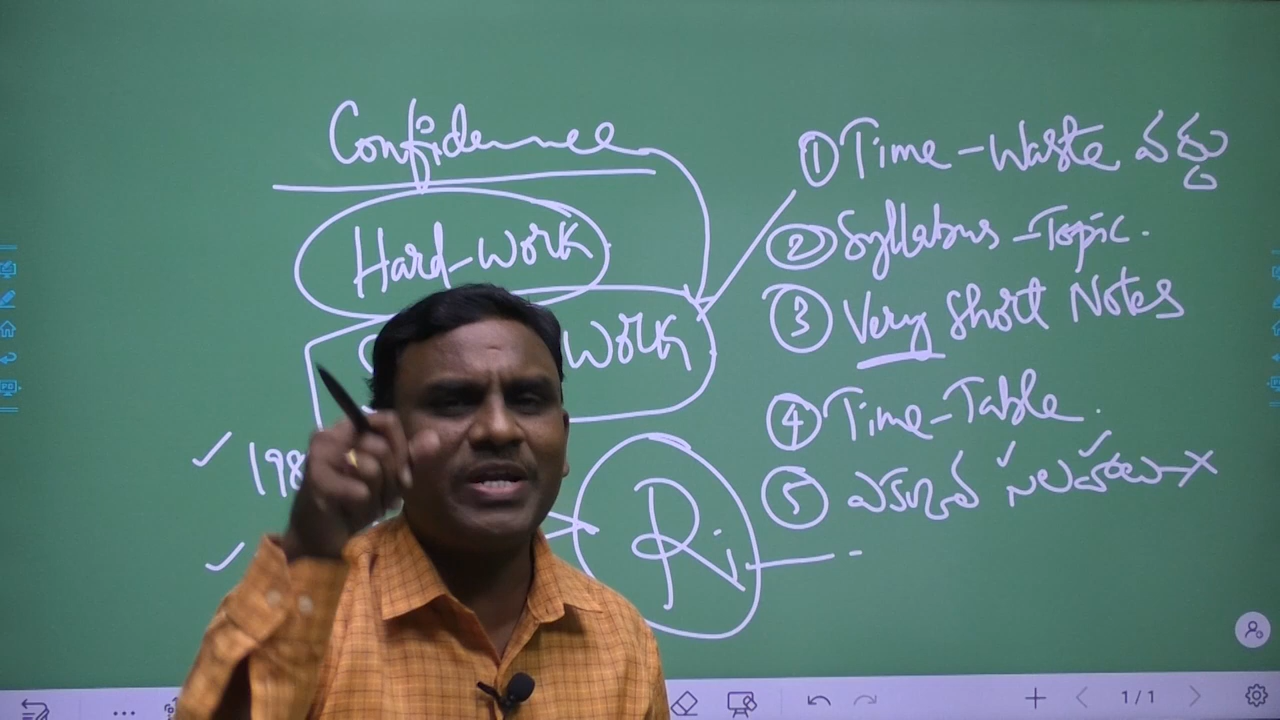 Confidence
Hard-work
work
198
Ri
① Time-Waste వద్దు
② Syllabus-Topic.
③ Very Short Notes
④ Time-Table.
⑤
1/1